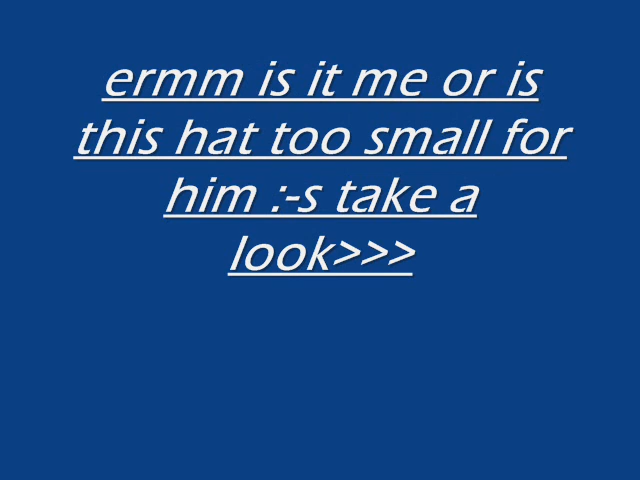 ermm is it me or is
this hat too small for
him :-s take a
look>>>